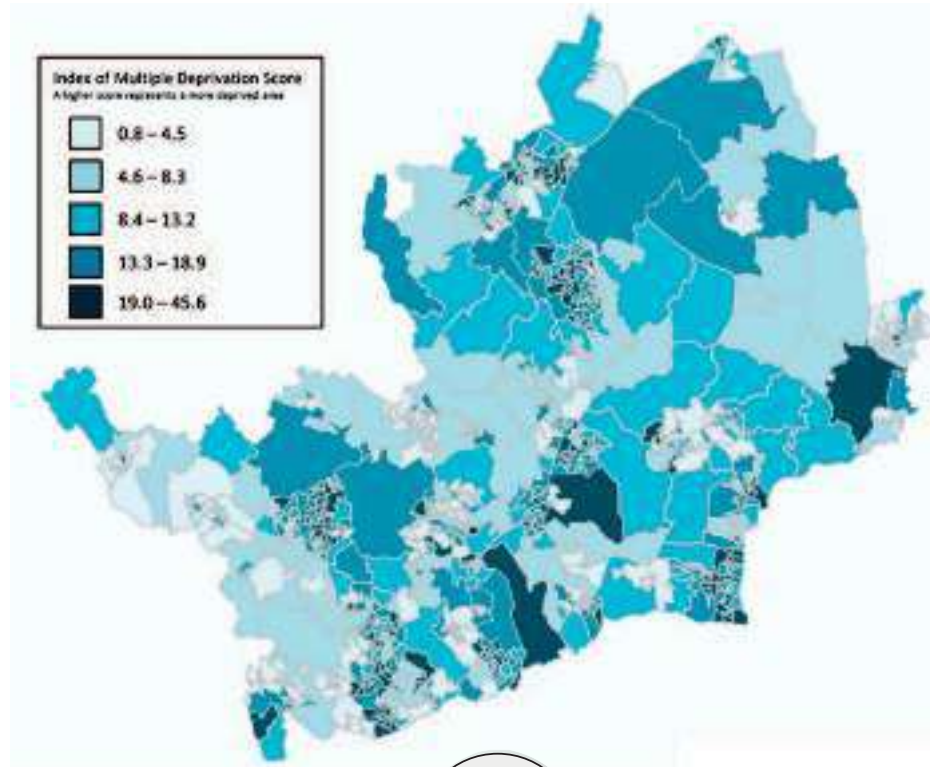 Index of Multiple Deprivation Score
A higher score represents a more deprived area
0.8 – 4.5
4.6 – 8.3
8.4 – 13.2
13.3 – 18.9
19.0 – 45.6